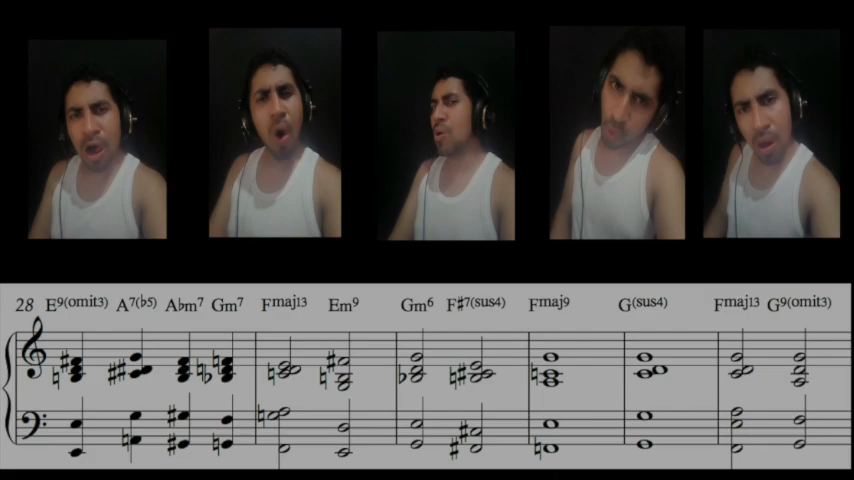 28 E9(omit3) A7(♭5) A♭m7 Gm7 Fmaj13 Em9 Gm6 F♯7(sus4) Fmaj9 G(sus4) Fmaj13 G9(omit3)